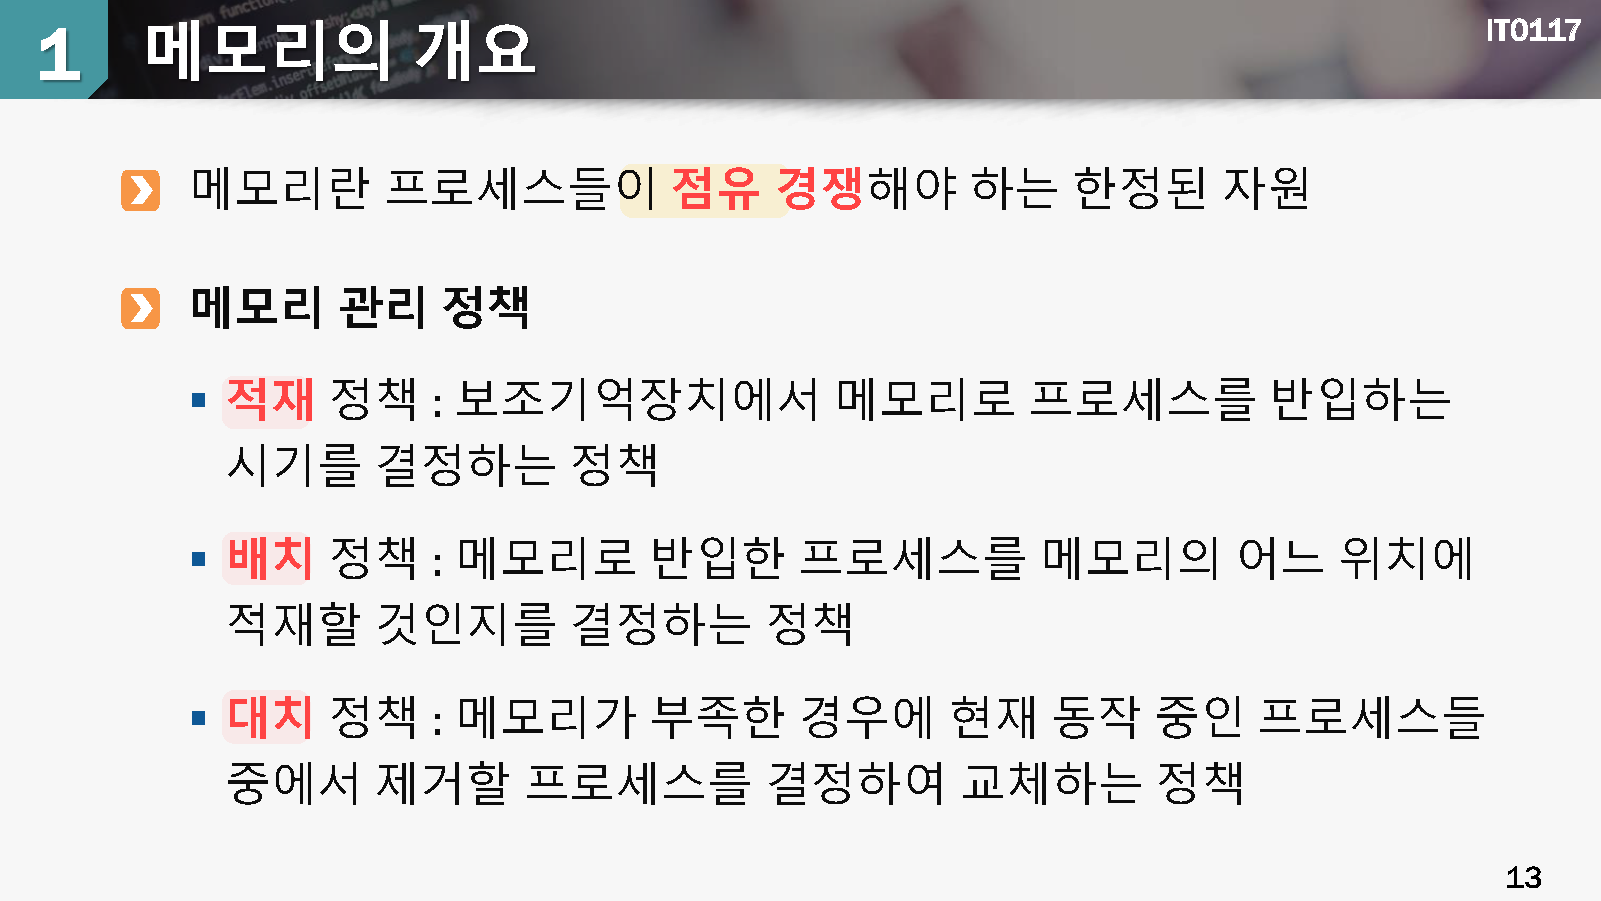 1 메모리의 개요
IT0117
메모리란 프로세스들이 점유 경쟁해야 하는 한정된 자원
메모리 관리 정책
적재 정책 : 보조기억장치에서 메모리로 프로세스를 반입하는
시기를 결정하는 정책
배치 정책 : 메모리로 반입한 프로세스를 메모리의 어느 위치에
적재할 것인지를 결정하는 정책
대치 정책 : 메모리가 부족한 경우에 현재 동작 중인 프로세스들
중에서 제거할 프로세스를 결정하여 교체하는 정책
13